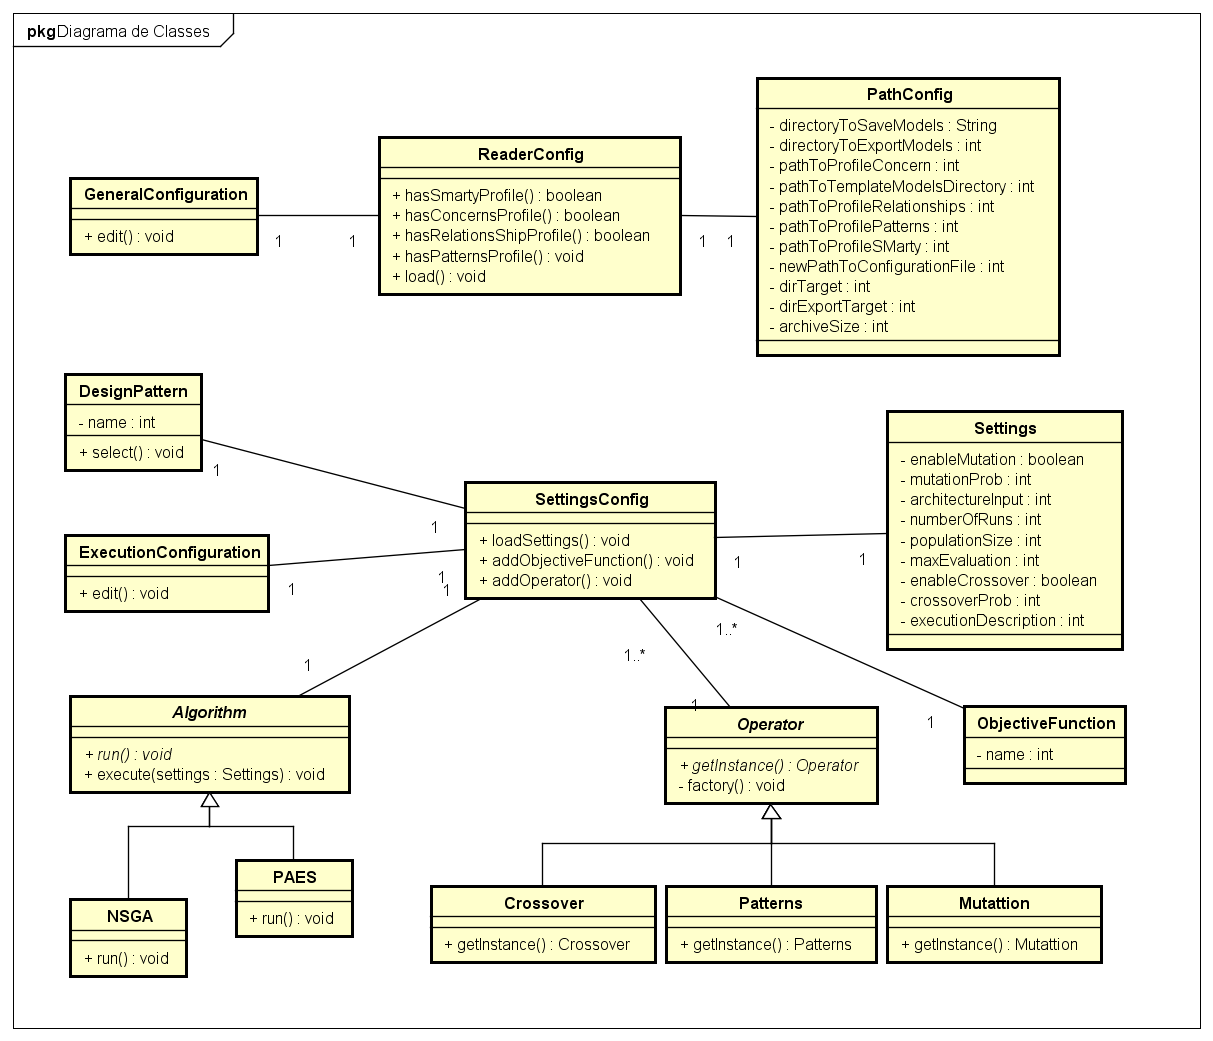 pkg Diagrama de Classes
PathConfig
- directoryToSaveModels : String
- directoryToExportModels : int
- pathToProfileConcern : int
- pathToTemplateModelsDirectory : int
- pathToProfileRelationships : int
- pathToProfilePatterns : int
- pathToProfileSMarty : int
- newPathToConfigurationFile : int
- dirTarget : int
- dirExportTarget : int
- archiveSize : int
ReaderConfig
+ hasSmartyProfile() : boolean
+ hasConcernsProfile() : boolean
+ hasRelationsShipProfile() : boolean
+ hasPatternsProfile() : void
+ load() : void
GeneralConfiguration
+ edit() : void
1
1
1
1
DesignPattern
- name : int
+ select() : void
1
1
Settings
- enableMutation : boolean
- mutationProb : int
- architectureInput : int
- numberOfRuns : int
- populationSize : int
- maxEvaluation : int
- enableCrossover : boolean
- crossoverProb : int
- executionDescription : int
SettingsConfig
+ loadSettings() : void
+ addObjectiveFunction() : void
+ addOperator() : void
ExecutionConfiguration
+ edit() : void
1
1
1
1
1
1
1..*
1..*
1
1
Algorithm
+ run() : void
+ execute(settings : Settings) : void
Operator
+ getInstance() : Operator
- factory() : void
ObjectiveFunction
- name : int
PAES
+ run() : void
NSGA
+ run() : void
Crossover
+ getInstance() : Crossover
Patterns
+ getInstance() : Patterns
Mutattion
+ getInstance() : Mutattion